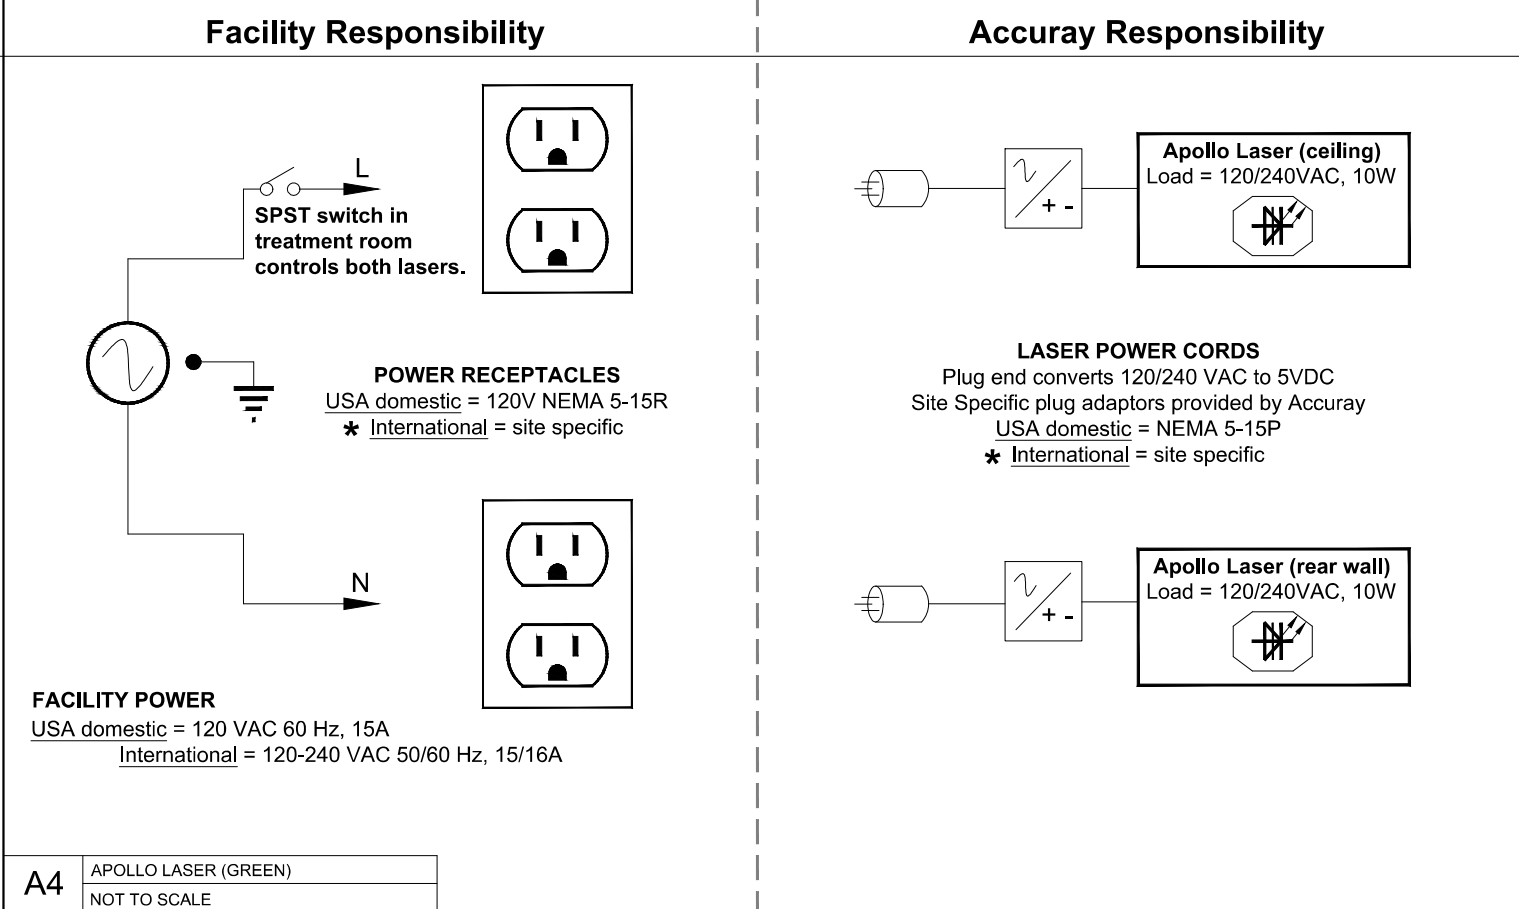 Facility Responsibility
Accuray Responsibility
L
SPST switch in
treatment room
controls both lasers.
POWER RECEPTACLES
USA domestic = 120V NEMA 5-15R
* International = site specific
N
FACILITY POWER
USA domestic = 120 VAC 60 Hz, 15A
International = 120-240 VAC 50/60 Hz, 15/16A
Apollo Laser (ceiling)
Load = 120/240VAC, 10W
+ -
LASER POWER CORDS
Plug end converts 120/240 VAC to 5VDC
Site Specific plug adaptors provided by Accuray
USA domestic = NEMA 5-15P
* International = site specific
Apollo Laser (rear wall)
Load = 120/240VAC, 10W
+ -
A4
APOLLO LASER (GREEN)
NOT TO SCALE